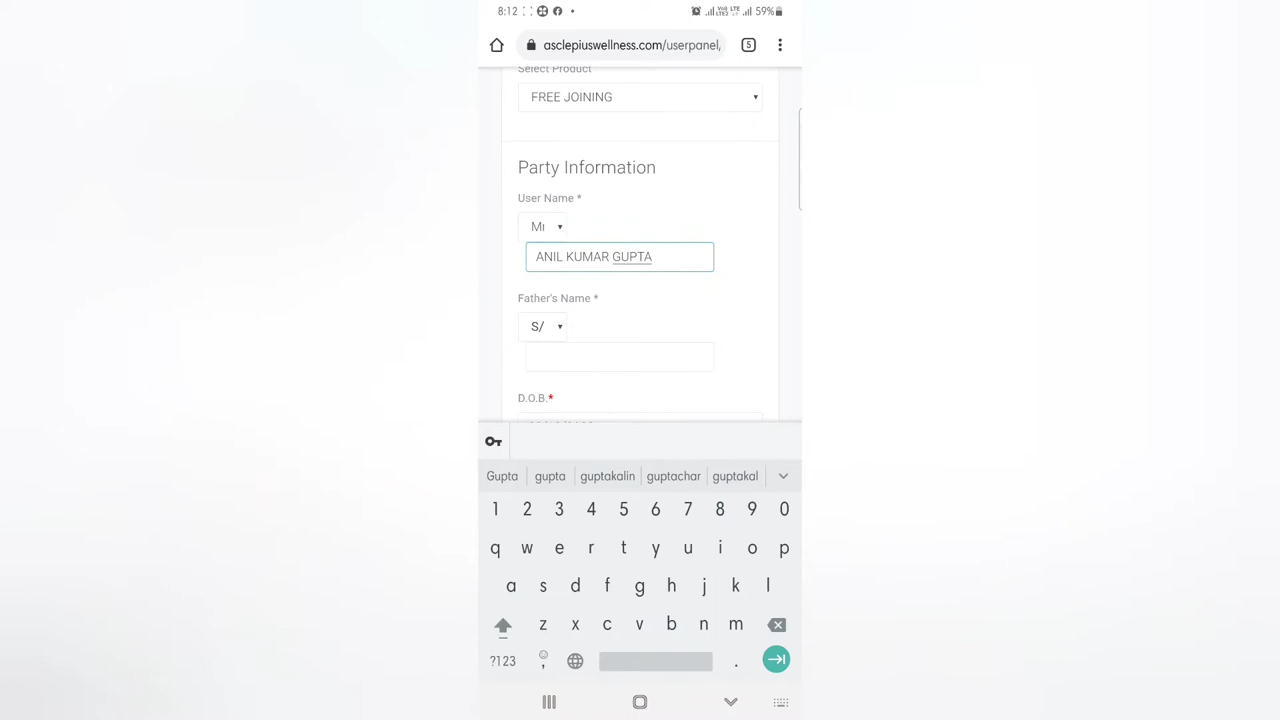 8:12 59%
asclepiuswellness.com/userpanel, 5
Select Product
FREE JOINING
Party Information
User Name *
Mr
ANIL KUMAR GUPTA
Father's Name *
S/
D.O.B.*
Gupta gupta guptakalin guptachar guptakal
1 2 3 4 5 6 7 8 9 0
q w e r t y u i o p
a s d f g h j k l
z x c v b n m
?123 , .